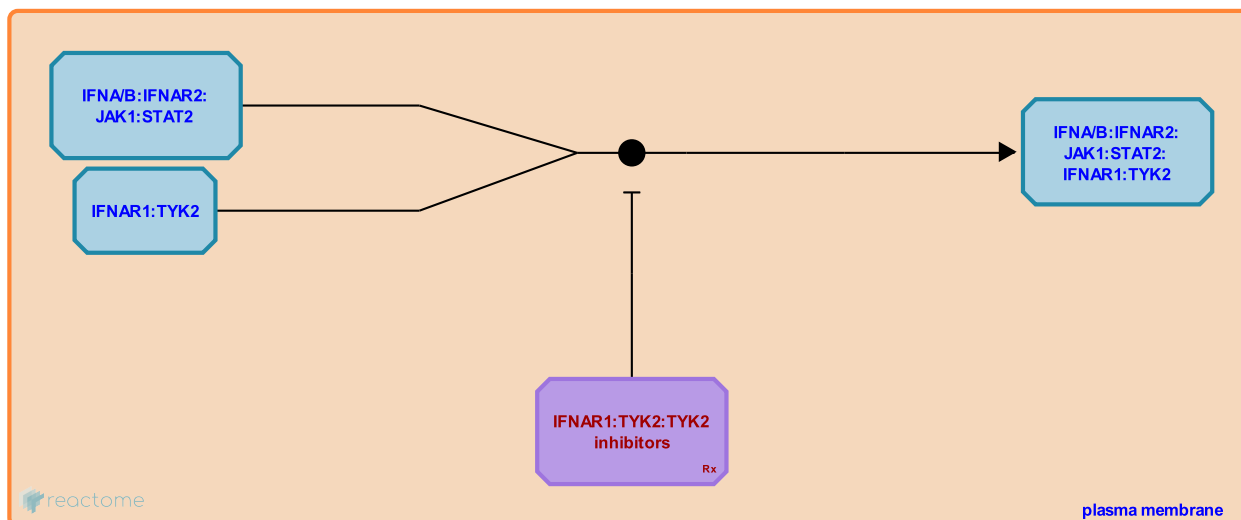 IFNA/B:IFNAR2:
JAK1:STAT2
IFNAR1:TYK2
IFNA/B:IFNAR2:
JAK1:STAT2:
IFNAR1:TYK2
IFNAR1:TYK2:TYK2
inhibitors
Rx
reactome
plasma membrane